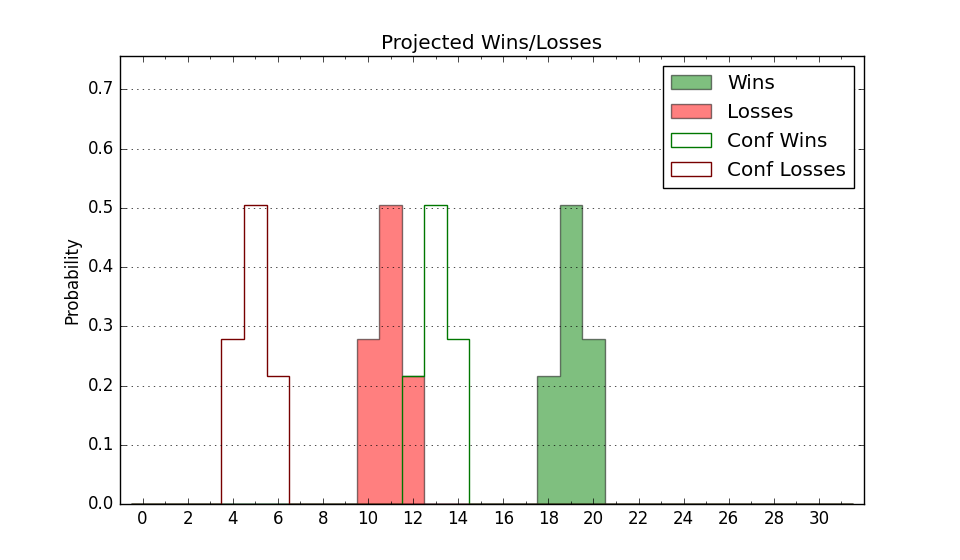 Projected Wins/Losses
Wins
Losses
Conf Wins
Conf Losses
Probability
0.7
0.6
0.5
0.4
0.3
0.2
0.1
0.0
0 2 4 6 8 10 12 14 16 18 20 22 24 26 28 30